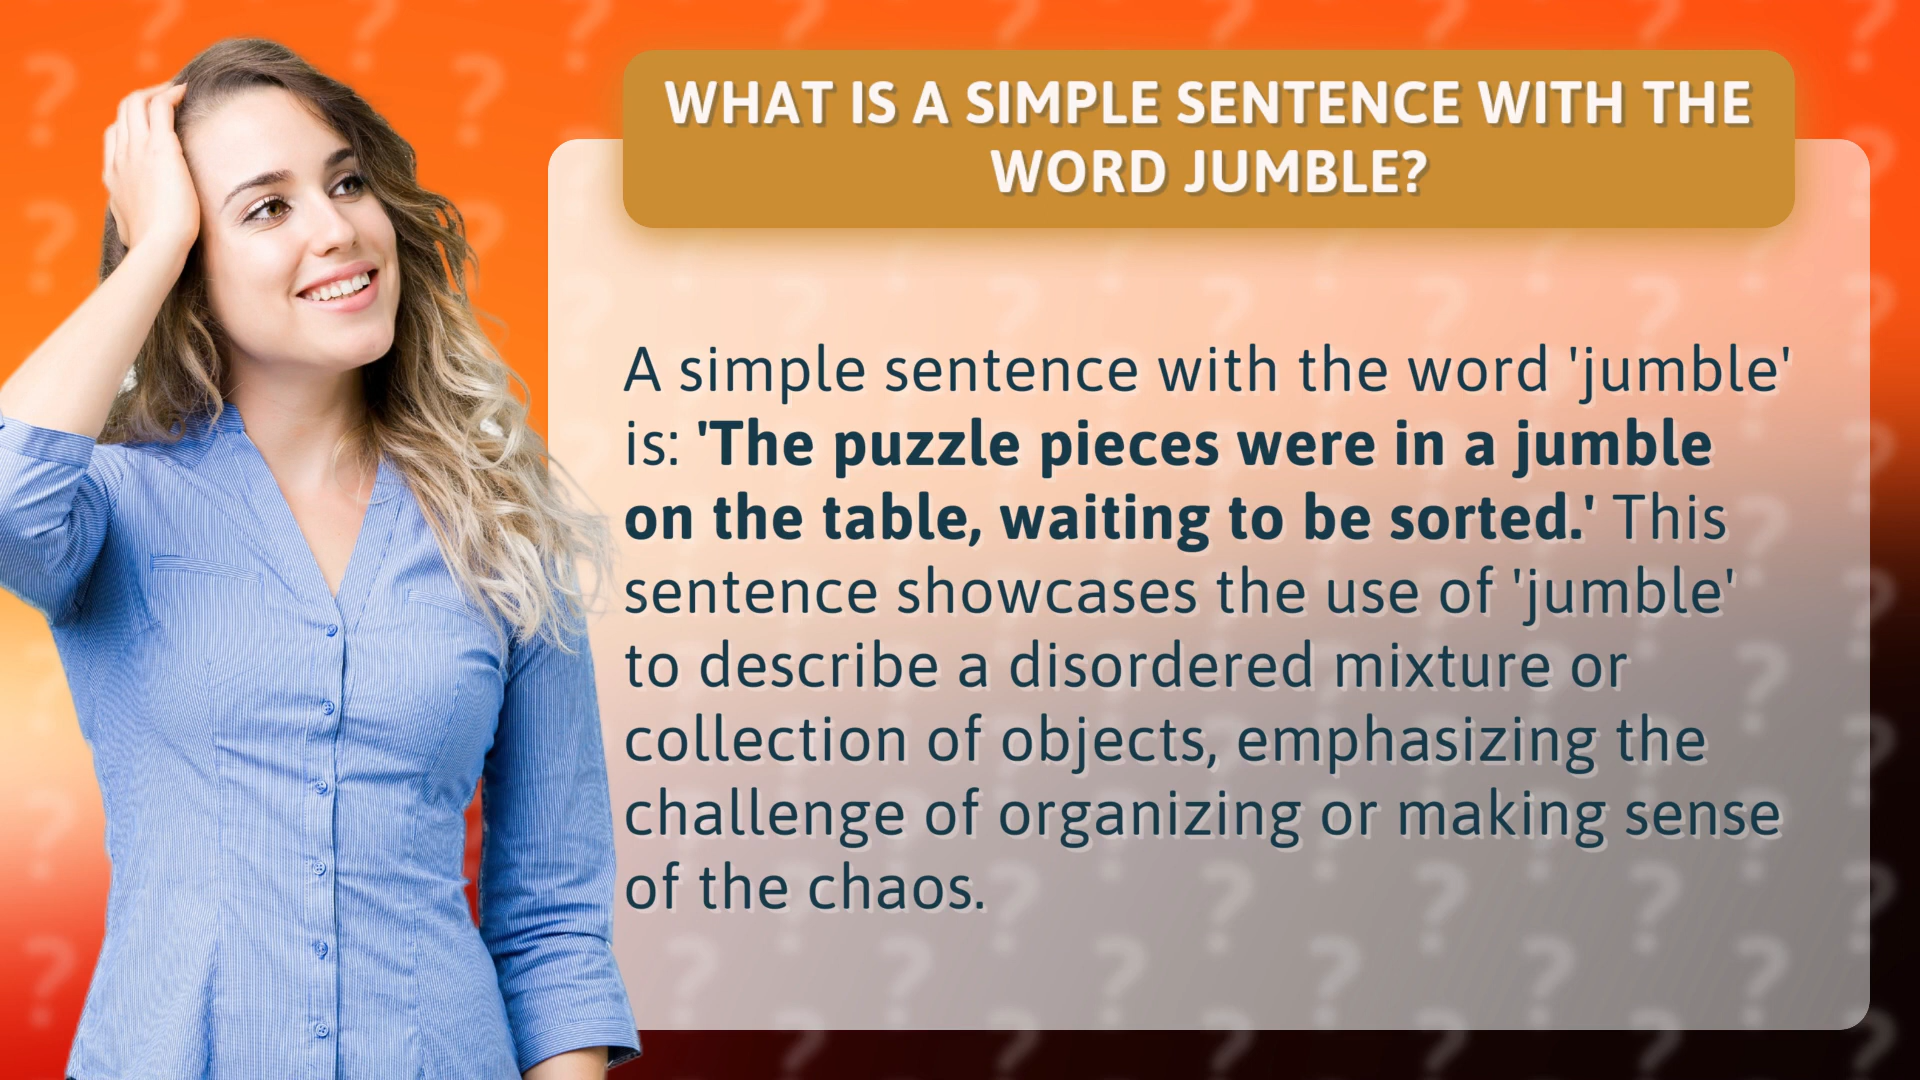 WHAT IS A SIMPLE SENTENCE WITH THE
WORD JUMBLE?
A simple sentence with the word 'jumble'
is: 'The puzzle pieces were in a jumble
on the table, waiting to be sorted.' This
sentence showcases the use of 'jumble'
to describe a disordered mixture or
collection of objects, emphasizing the
challenge of organizing or making sense
of the chaos.